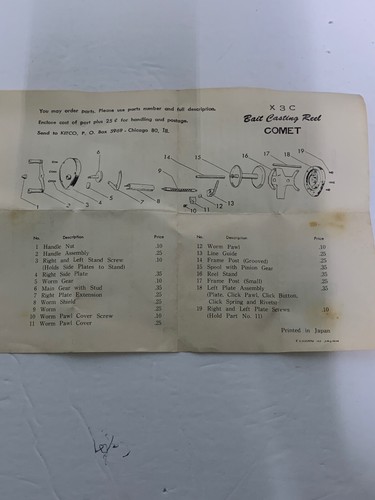 You may order parts. Please use parts number and full description.
Enclose cost of part plus 25¢ for handling and postage.
Send to KITCO, P. O. Box 5969 - Chicago 80, Ill.
X 3 C
Bait Casting Reel
COMET
No. Description Price
1 Handle Nut .10
2 Handle Assembly .25
3 Right and Left Stand Screw .10
(Holds Side Plates to Stand)
4 Right Side Plate .35
5 Worm Gear .10
6 Main Gear with Stud .35
7 Right Plate Extension .25
8 Worm Shield .25
9 Worm .25
10 Worm Pawl Cover Screw .10
11 Worm Pawl Cover .25
No. Description Price
12 Worm Pawl .25
13 Line Guide .25
14 Frame Post (Grooved) .25
15 Spool with Pinion Gear .35
16 Reel Stand .25
17 Frame Post (Small) .25
18 Left Plate Assembly .35
(Plate, Click Pawl, Click Button,
Click Spring and Rivets)
19 Right and Left Plate Screws .10
(Hold Part No. 11)
Printed in Japan